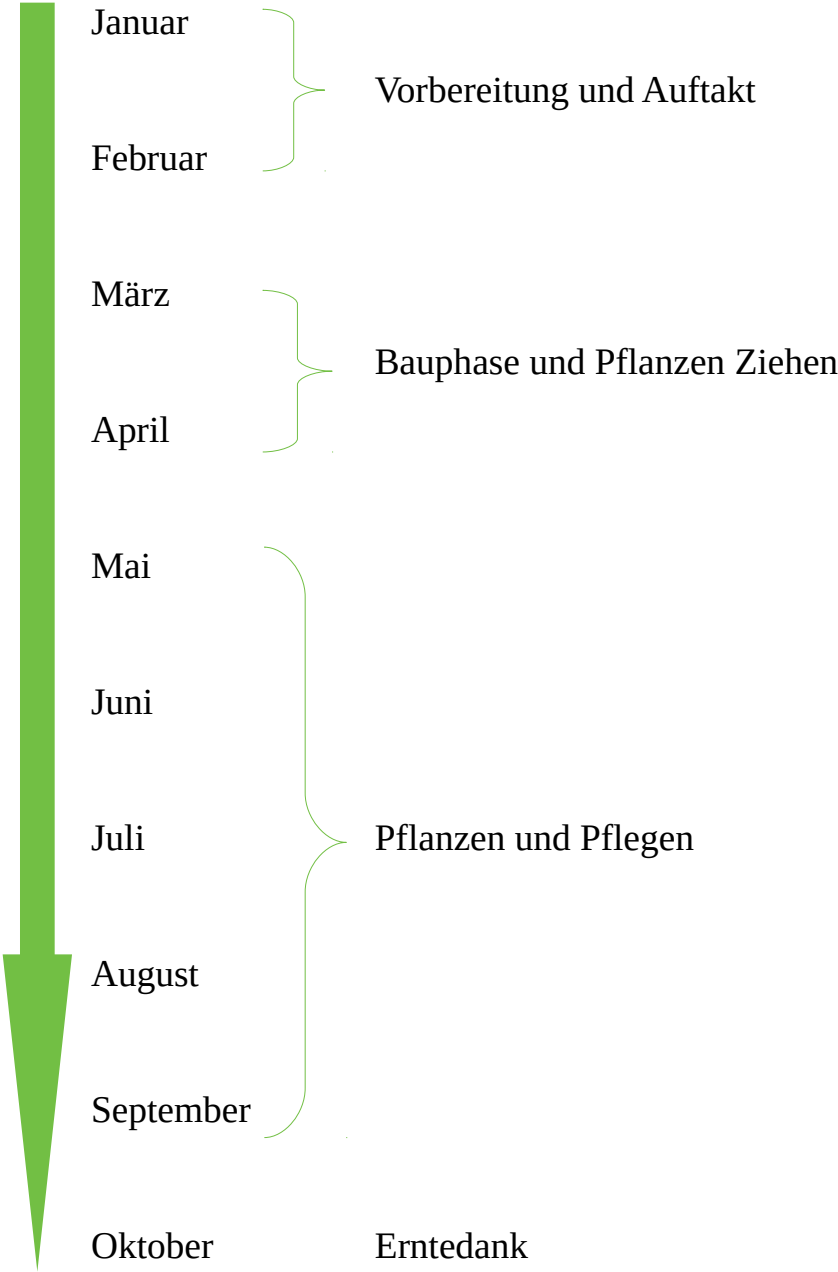 Januar
Vorbereitung und Auftakt
Februar
März
Bauphase und Pflanzen Ziehen
April
Mai
Juni
Juli Pflanzen und Pflegen
August
September
Oktober Erntedank